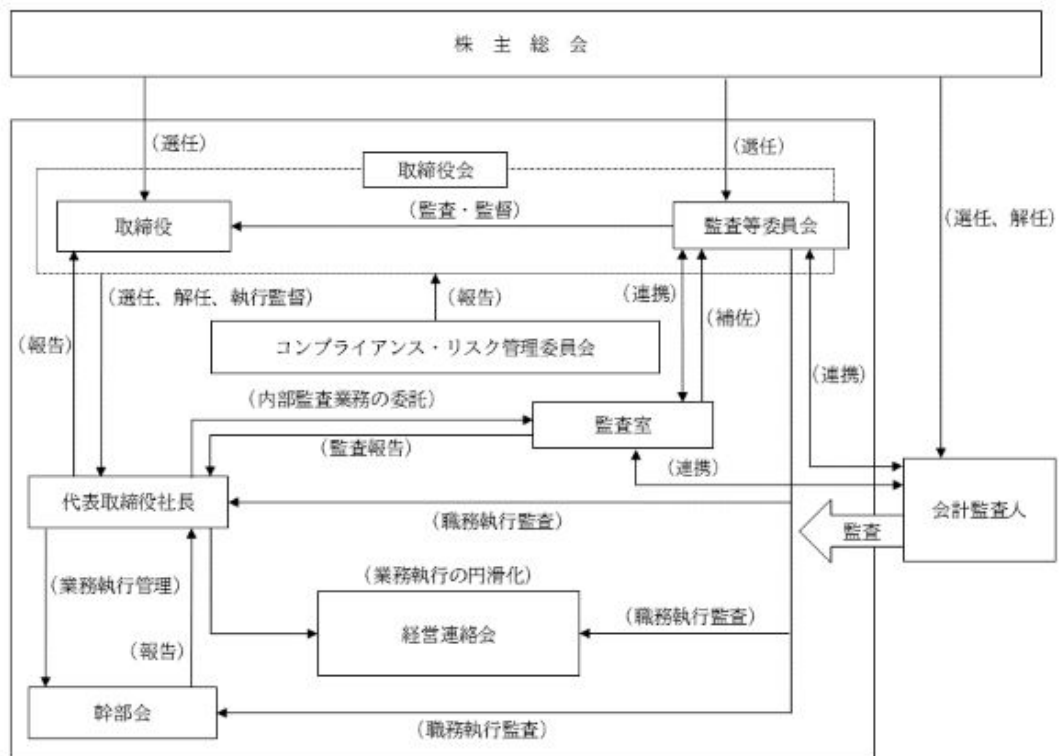 株 主 総 会
(選任)
(選任)
取締役会
取締役
(監査・監督)
監査等委員会
(選任、解任)
(選任、解任、執行監督)
(報告)
(連携)
(補佐)
(報告)
コンプライアンス・リスク管理委員会
(連携)
(内部監査業務の委託)
監査室
(監査報告)
(連携)
代表取締役社長
会計監査人
(職務執行監査)
監査
(業務執行管理)
(業務執行の円滑化)
経営連絡会
(職務執行監査)
(報告)
幹部会
(職務執行監査)